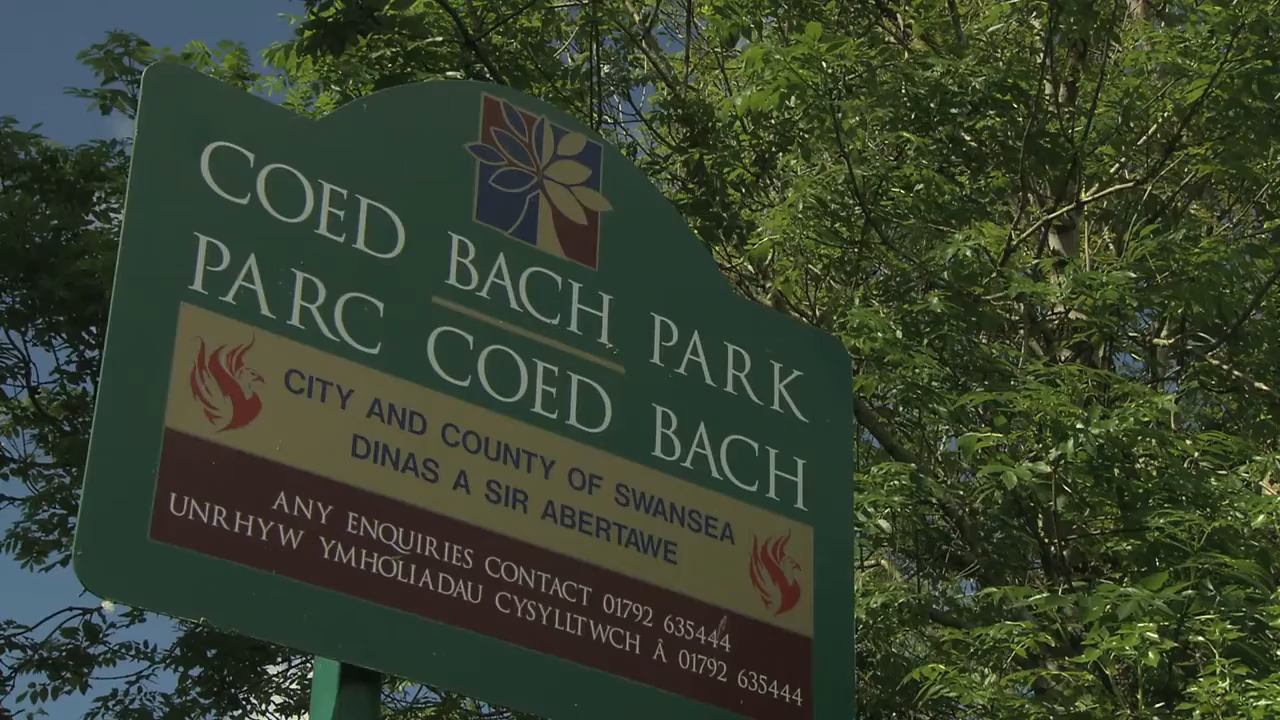 COED BACH PARK
PARC COED BACH
CITY AND COUNTY OF SWANSEA
DINAS A SIR ABERTAWE
ANY ENQUIRIES CONTACT 01792 635444
UNRHYW YMHOLIADAU CYSYLLTWCH Â 01792 635444